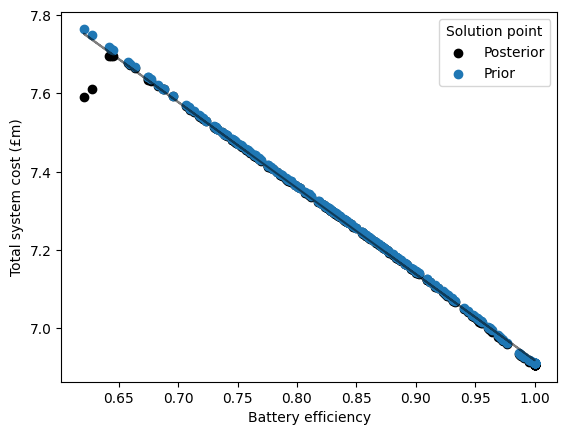 7.8
7.6
7.4
7.2
7.0
Total system cost (£m)
Solution point
Posterior
Prior
0.65 0.70 0.75 0.80 0.85 0.90 0.95 1.00
Battery efficiency